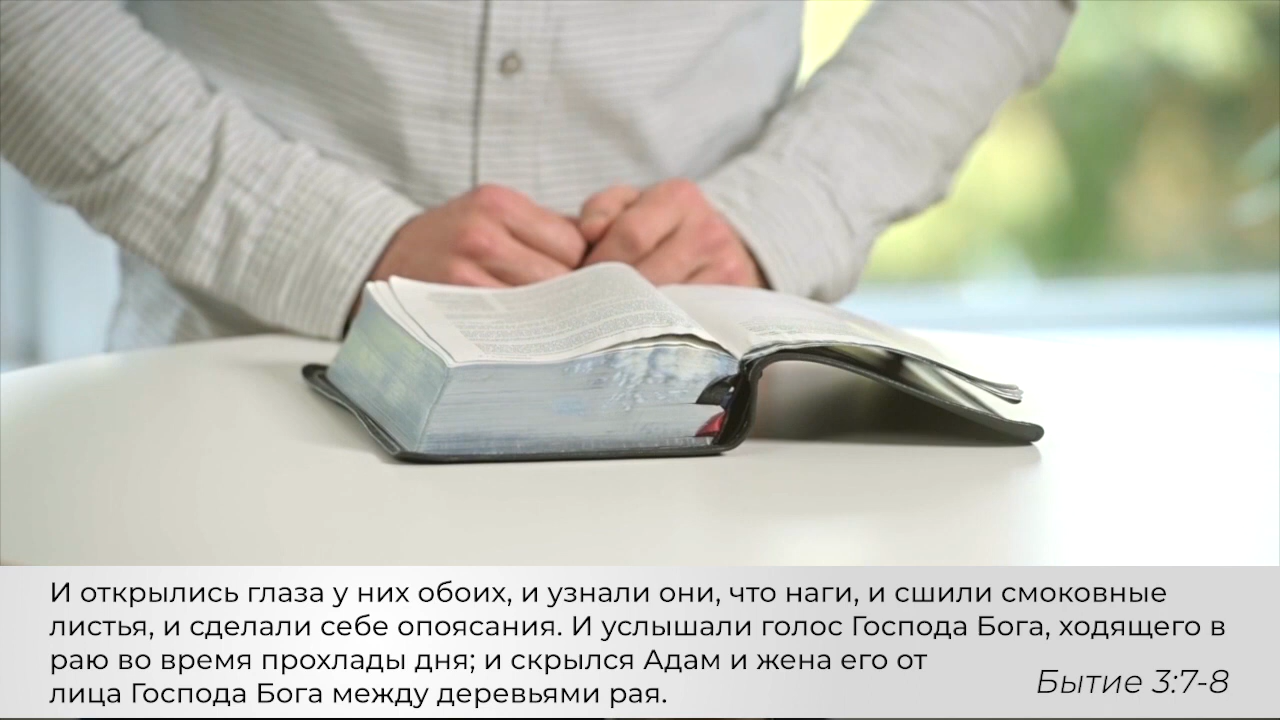 И открылись глаза у них обоих, и узнали они, что наги, и сшили смоковные
листья, и сделали себе опоясания. И услышали голос Господа Бога, ходящего в
раю во время прохлады дня; и скрылся Адам и жена его от
лица Господа Бога между деревьями рая.
Бытие 3:7-8